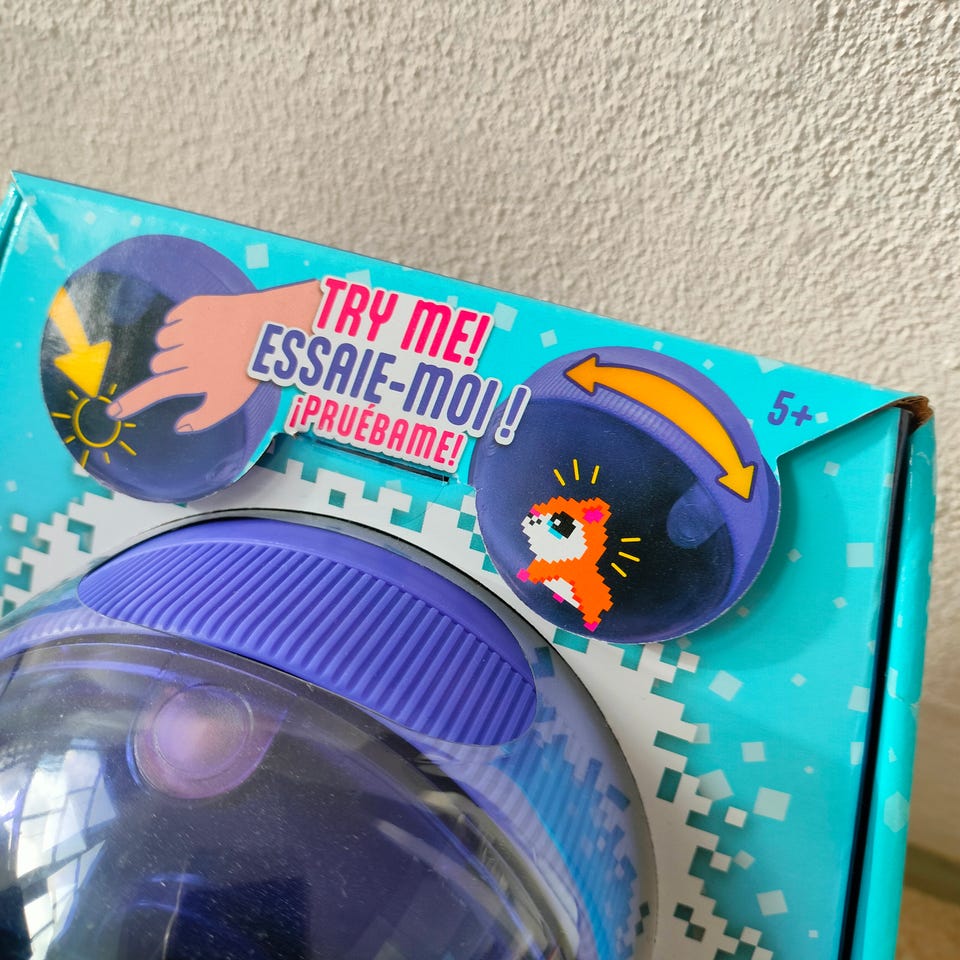 TRY ME!
ESSAIE-MOI !
¡PRUÉBAME!
5+